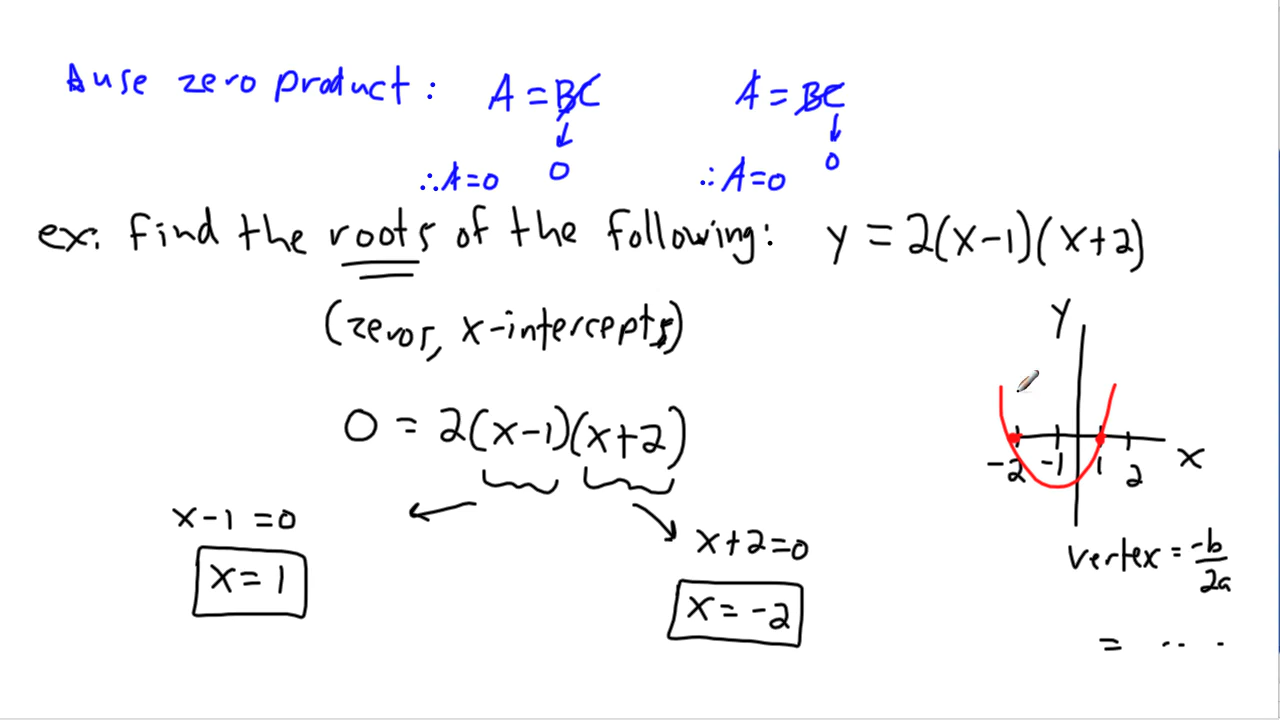 use zero product: A = BC A = BC
0 0
∴A=0 ∴A=0
ex. find the roots of the following: y = 2(x-1)(x+2)
(zeros, x-intercepts)
y
0 = 2(x-1)(x+2)
-2 -1 1 2 x
x-1 =0
x+2=0
vertex = -b/2a
x= 1
x= -2
= ....